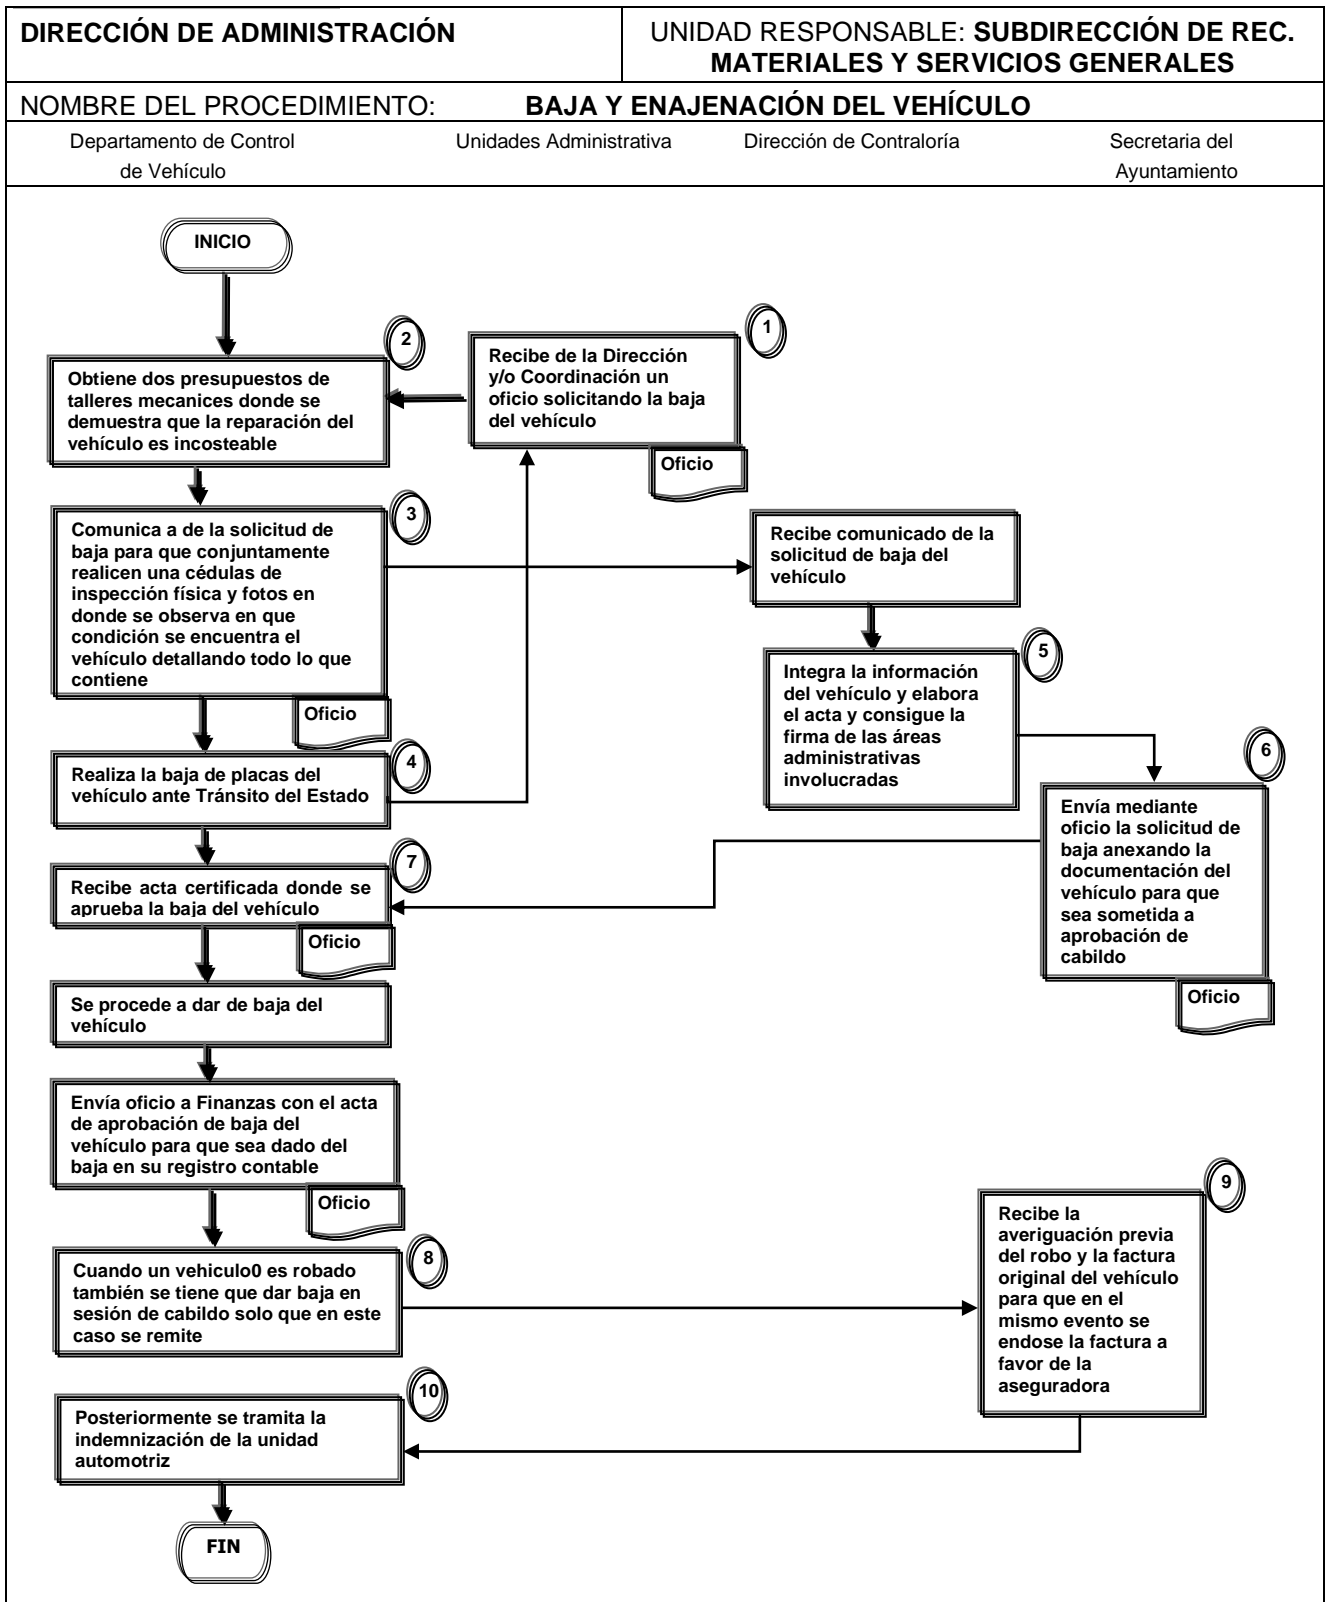 DIRECCIÓN DE ADMINISTRACIÓN
UNIDAD RESPONSABLE: SUBDIRECCIÓN DE REC.
MATERIALES Y SERVICIOS GENERALES
NOMBRE DEL PROCEDIMIENTO: BAJA Y ENAJENACIÓN DEL VEHÍCULO
Departamento de Control
de Vehículo
Unidades Administrativa
Dirección de Contraloría
Secretaria del
Ayuntamiento
INICIO
1
Recibe de la Dirección
y/o Coordinación un
oficio solicitando la baja
del vehículo
Oficio
2
Obtiene dos presupuestos de
talleres mecanices donde se
demuestra que la reparación del
vehículo es incosteable
3
Comunica a de la solicitud de
baja para que conjuntamente
realicen una cédulas de
inspección física y fotos en
donde se observa en que
condición se encuentra el
vehículo detallando todo lo que
contiene
Oficio
Recibe comunicado de la
solicitud de baja del
vehículo
4
Realiza la baja de placas del
vehículo ante Tránsito del Estado
5
Integra la información
del vehículo y elabora
el acta y consigue la
firma de las áreas
administrativas
involucradas
6
Envía mediante
oficio la solicitud de
baja anexando la
documentación del
vehículo para que
sea sometida a
aprobación de
cabildo
Oficio
7
Recibe acta certificada donde se
aprueba la baja del vehículo
Oficio
Se procede a dar de baja del
vehículo
Envía oficio a Finanzas con el acta
de aprobación de baja del
vehículo para que sea dado del
baja en su registro contable
Oficio
8
Cuando un vehiculo0 es robado
también se tiene que dar baja en
sesión de cabildo solo que en este
caso se remite
9
Recibe la
averiguación previa
del robo y la factura
original del vehículo
para que en el
mismo evento se
endose la factura a
favor de la
aseguradora
10
Posteriormente se tramita la
indemnización de la unidad
automotriz
FIN